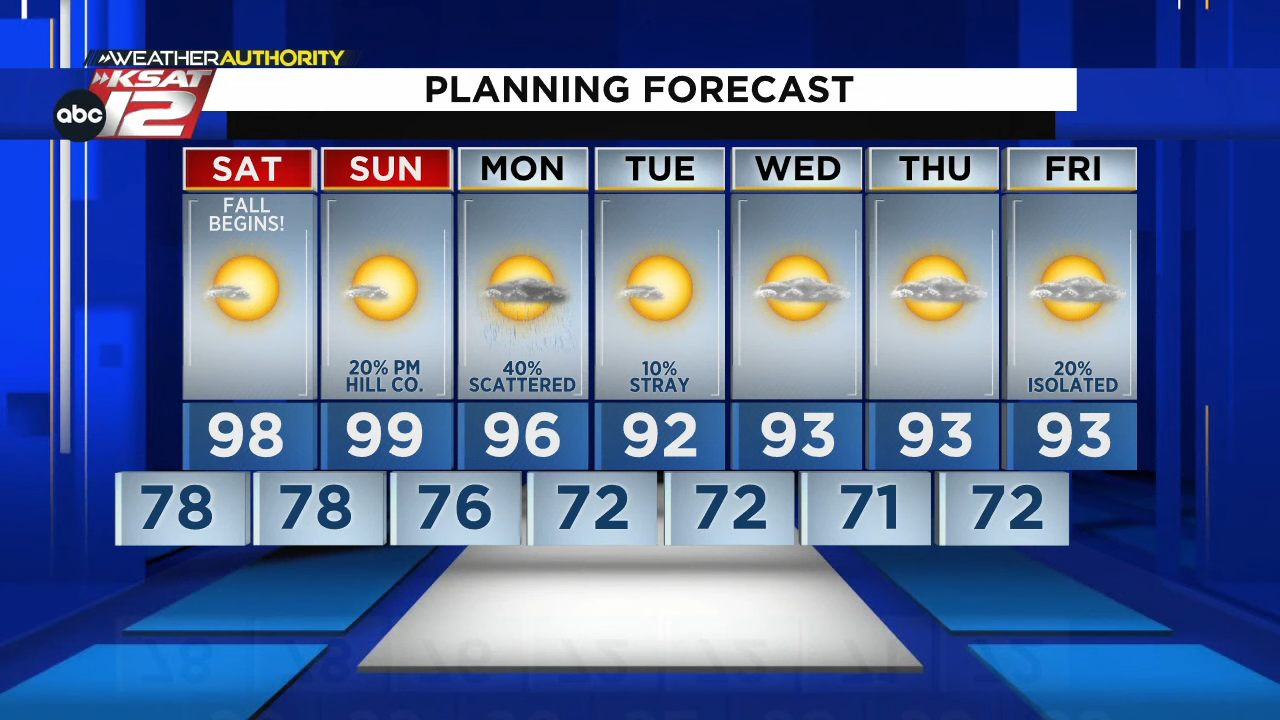 WEATHER AUTHORITY
KSAT
abc 12
PLANNING FORECAST
SAT SUN MON TUE WED THU FRI
FALL
BEGINS!
20% PM
HILL CO.
40%
SCATTERED
10%
STRAY
20%
ISOLATED
98 99 96 92 93 93 93
78 78 76 72 72 71 72